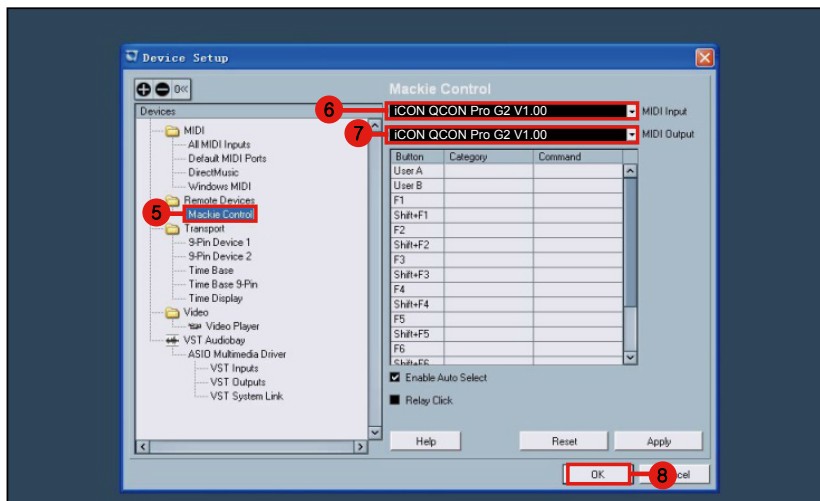 Device Setup
Devices
MIDI
All MIDI Inputs
Default MIDI Ports
DirectMusic
Windows MIDI
Remote Devices
5
Mackie Control
Transport
9-Pin Device 1
9-Pin Device 2
Time Base
Time Base 9-Pin
Time Display
Video
Video Player
VST Audiobay
ASIO Multimedia Driver
VST Inputs
VST Outputs
VST System Link
Mackie Control
6
iCON QCON Pro G2 V1.00
MIDI Input
7
iCON QCON Pro G2 V1.00
MIDI Output
Button Category Command
User A
User B
F1
Shift+F1
F2
Shift+F2
F3
Shift+F3
F4
Shift+F4
F5
Shift+F5
F6
Shift+F6
Enable Auto Select
Relay Click
Help Reset Apply
OK 8 cel